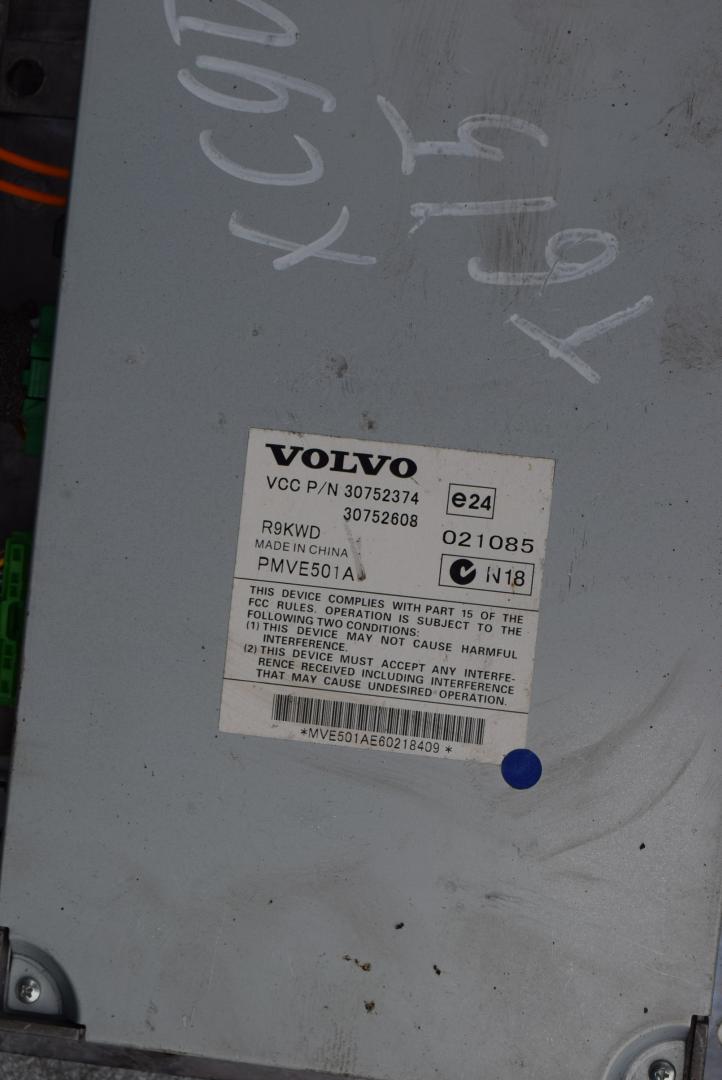 XC90
VOLVO
VCC P/N 30752374
30752608
e24
R9KWD
021085
MADE IN CHINA
PMVE501A
N18
THIS DEVICE COMPLIES WITH PART 15 OF THE
FCC RULES. OPERATION IS SUBJECT TO THE
FOLLOWING TWO CONDITIONS:
(1) THIS DEVICE MAY NOT CAUSE HARMFUL
INTERFERENCE.
(2) THIS DEVICE MUST ACCEPT ANY INTERFE-
RENCE RECEIVED INCLUDING INTERFERENCE
THAT MAY CAUSE UNDESIRED OPERATION.
*MVE501AE60218409*